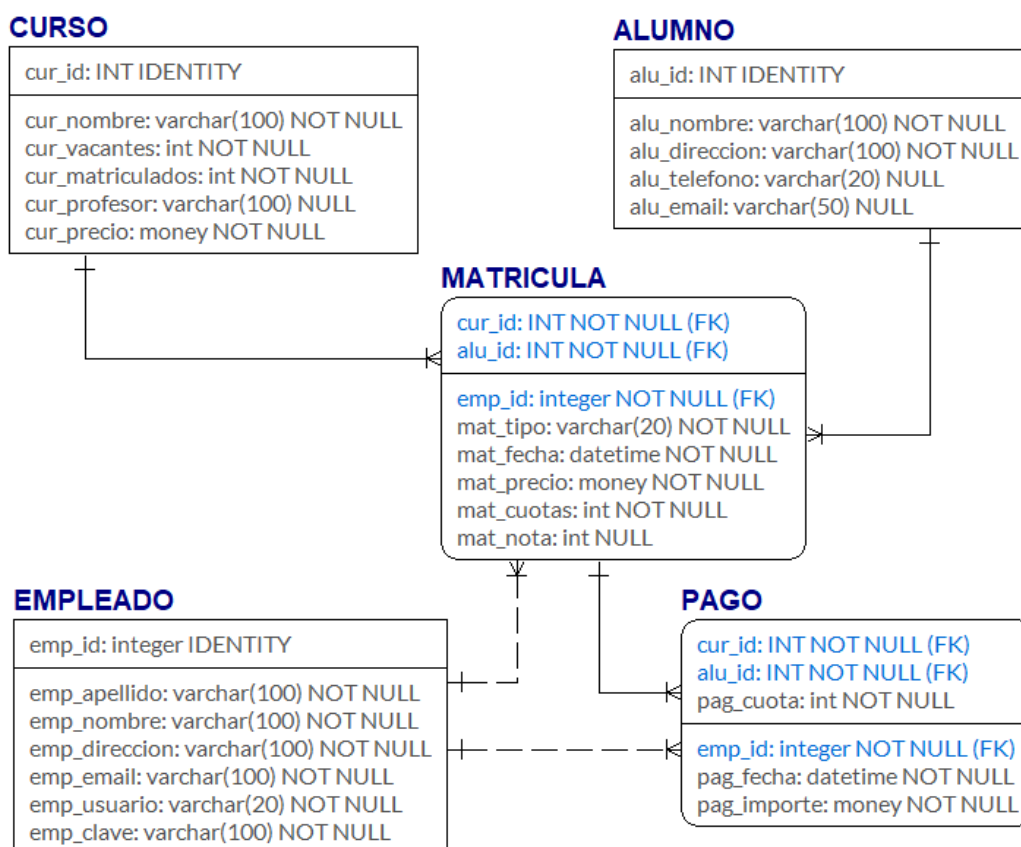 CURSO
cur_id: INT IDENTITY
cur_nombre: varchar(100) NOT NULL
cur_vacantes: int NOT NULL
cur_matriculados: int NOT NULL
cur_profesor: varchar(100) NULL
cur_precio: money NOT NULL
ALUMNO
alu_id: INT IDENTITY
alu_nombre: varchar(100) NOT NULL
alu_direccion: varchar(100) NOT NULL
alu_telefono: varchar(20) NULL
alu_email: varchar(50) NULL
MATRICULA
cur_id: INT NOT NULL (FK)
alu_id: INT NOT NULL (FK)
emp_id: integer NOT NULL (FK)
mat_tipo: varchar(20) NOT NULL
mat_fecha: datetime NOT NULL
mat_precio: money NOT NULL
mat_cuotas: int NOT NULL
mat_nota: int NULL
EMPLEADO
emp_id: integer IDENTITY
emp_apellido: varchar(100) NOT NULL
emp_nombre: varchar(100) NOT NULL
emp_direccion: varchar(100) NOT NULL
emp_email: varchar(100) NOT NULL
emp_usuario: varchar(20) NOT NULL
emp_clave: varchar(100) NOT NULL
PAGO
cur_id: INT NOT NULL (FK)
alu_id: INT NOT NULL (FK)
pag_cuota: int NOT NULL
emp_id: integer NOT NULL (FK)
pag_fecha: datetime NOT NULL
pag_importe: money NOT NULL